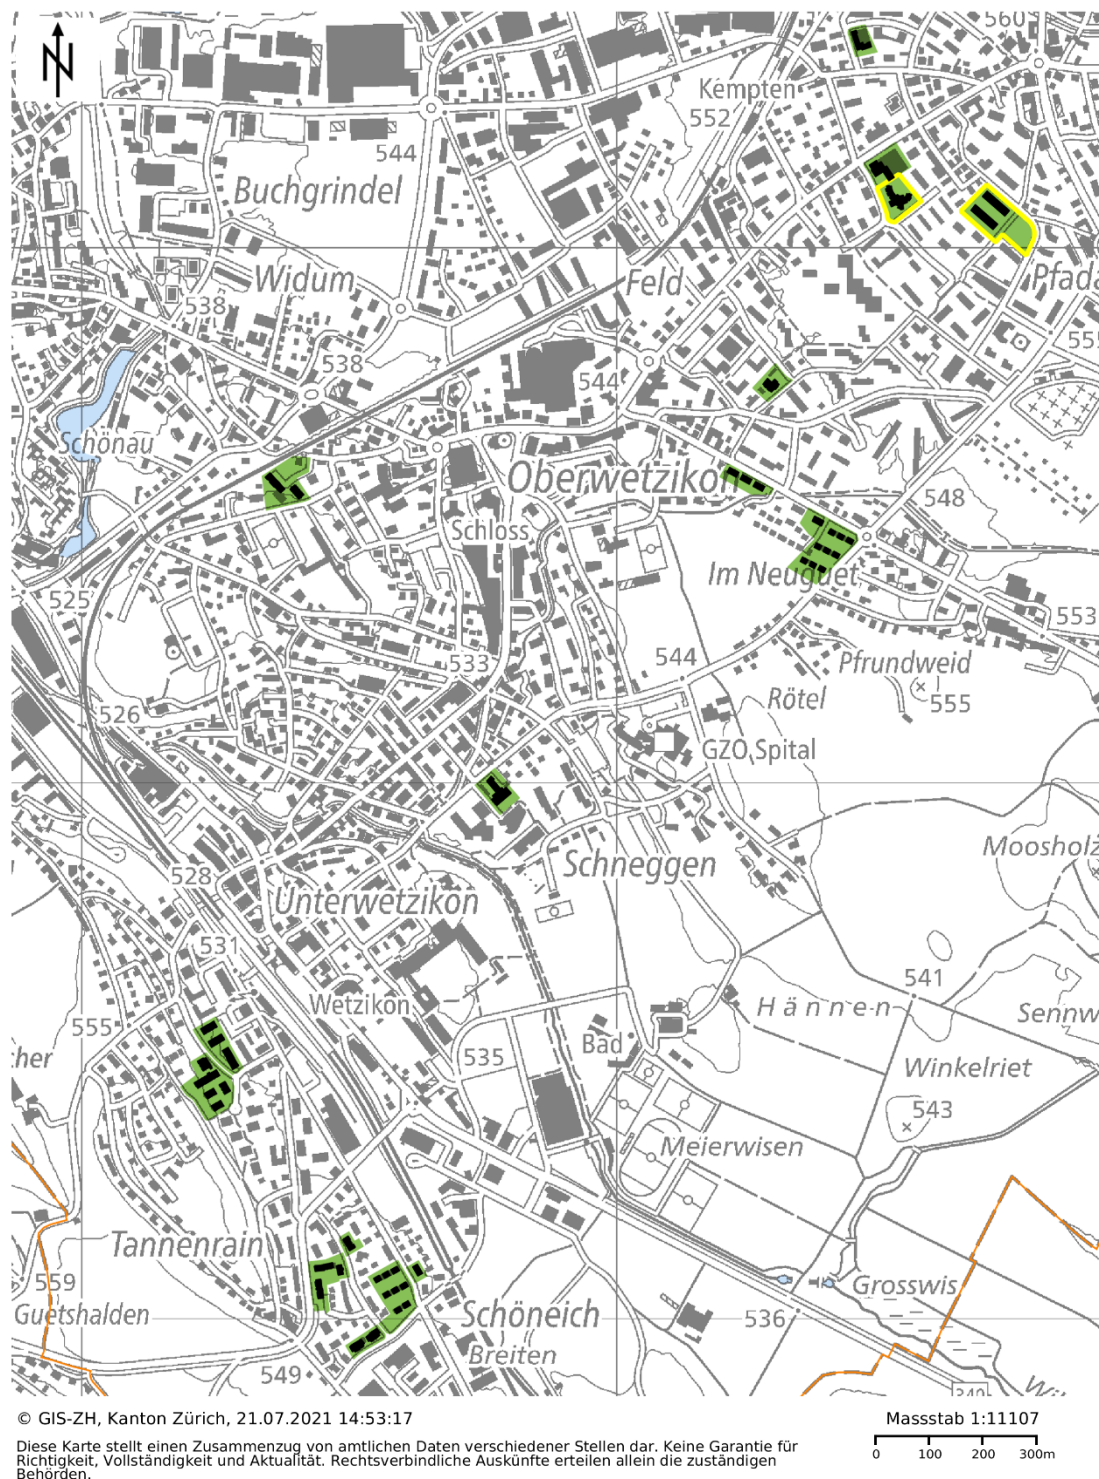 N
560
Kempten
552
544
Buchgrindel
Widum
Feld
Pfada
538
538
544
555
Schönau
Oberwetzikon
548
Schloss
Im Neuguet
525
553
533
544
Pfrundweid
Rötel
555
526
GZO Spital
Moosholz
Schneggen
528
Unterwetzikon
531
541
Wetzikon
Hännen
Sennw
555
Bad
cher
535
Winkelriet
543
Meierwisen
Tannenrain
559
Grosswis
Guetshalden
Schöneich
536
Breiten
549
340
© GIS-ZH, Kanton Zürich, 21.07.2021 14:53:17
Massstab 1:11107
Diese Karte stellt einen Zusammenzug von amtlichen Daten verschiedener Stellen dar. Keine Garantie für
Richtigkeit, Vollständigkeit und Aktualität. Rechtsverbindliche Auskünfte erteilen allein die zuständigen
Behörden.
0 100 200 300m